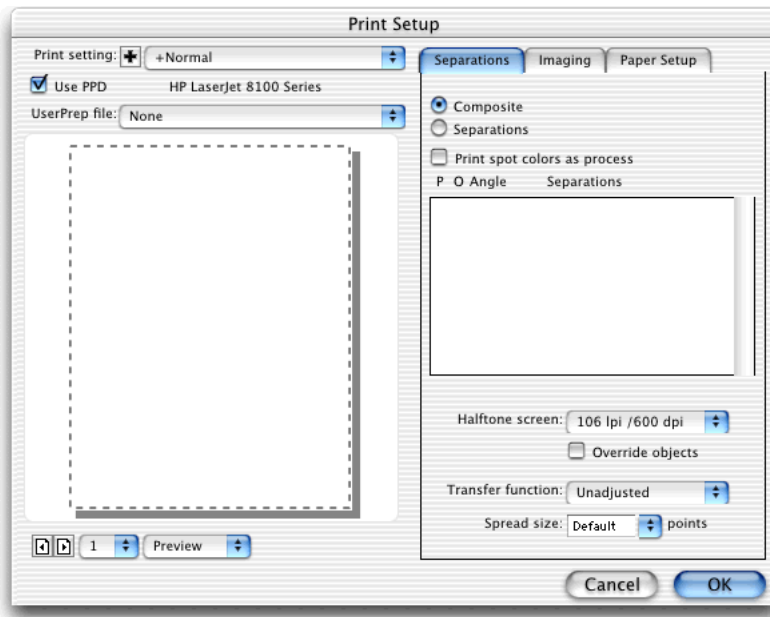 Print Setup
Print setting: +Normal
Use PPD HP LaserJet 8100 Series
UserPrep file: None
1 Preview
Separations Imaging Paper Setup
Composite
Separations
Print spot colors as process
P O Angle Separations
Halftone screen: 106 lpi /600 dpi
Override objects
Transfer function: Unadjusted
Spread size: Default points
Cancel OK